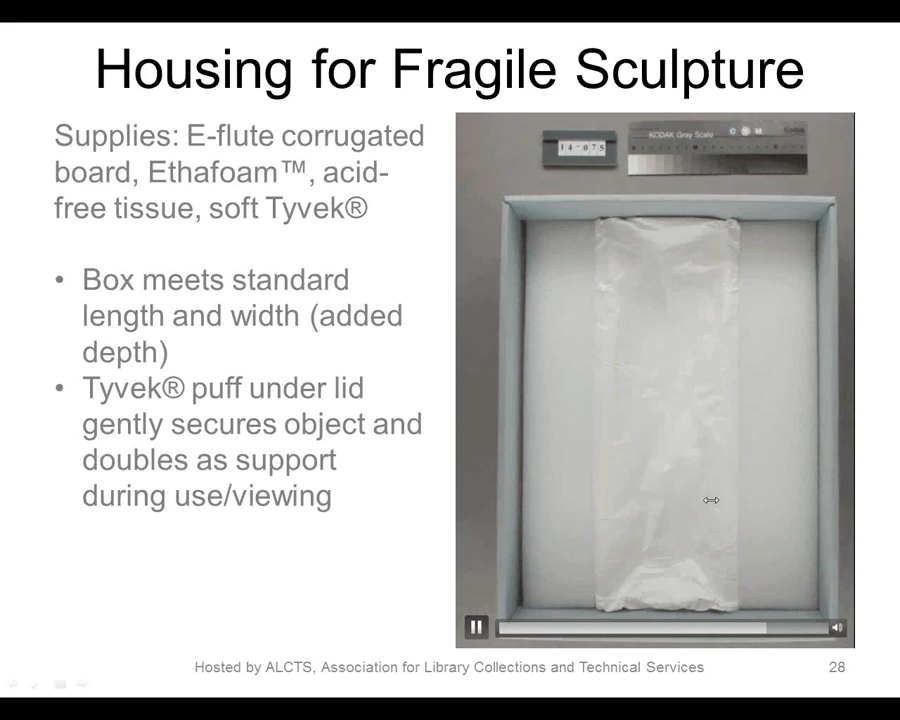 Housing for Fragile Sculpture
Supplies: E-flute corrugated
board, Ethafoam™, acid-
free tissue, soft Tyvek®
• Box meets standard
length and width (added
depth)
• Tyvek® puff under lid
gently secures object and
doubles as support
during use/viewing
14-075
KODAK Gray Scale C M Kodak
Hosted by ALCTS, Association for Library Collections and Technical Services
28